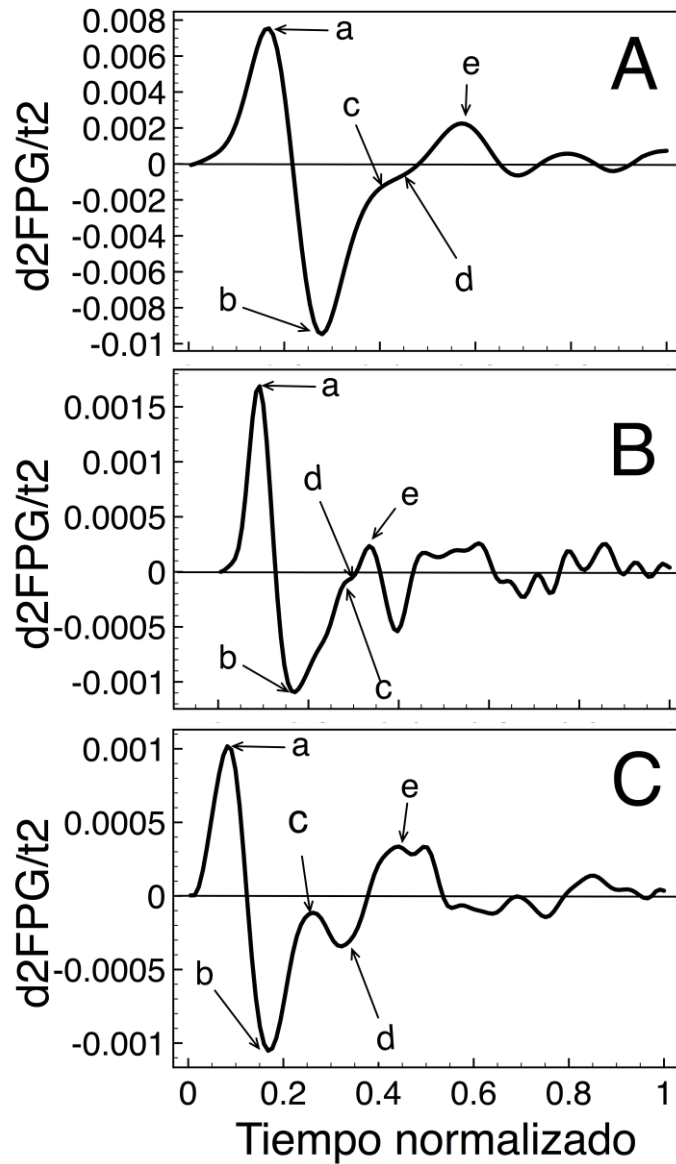 0.008
0.006
0.004
0.002
0
-0.002
-0.004
-0.006
-0.008
-0.01
d2FPG/t2
a
b
c
d
e
A
0.0015
0.001
0.0005
0
-0.0005
-0.001
d2FPG/t2
a
b
d
e
c
B
0.001
0.0005
0
-0.0005
-0.001
d2FPG/t2
a
b
c
d
e
C
0 0.2 0.4 0.6 0.8 1
Tiempo normalizado